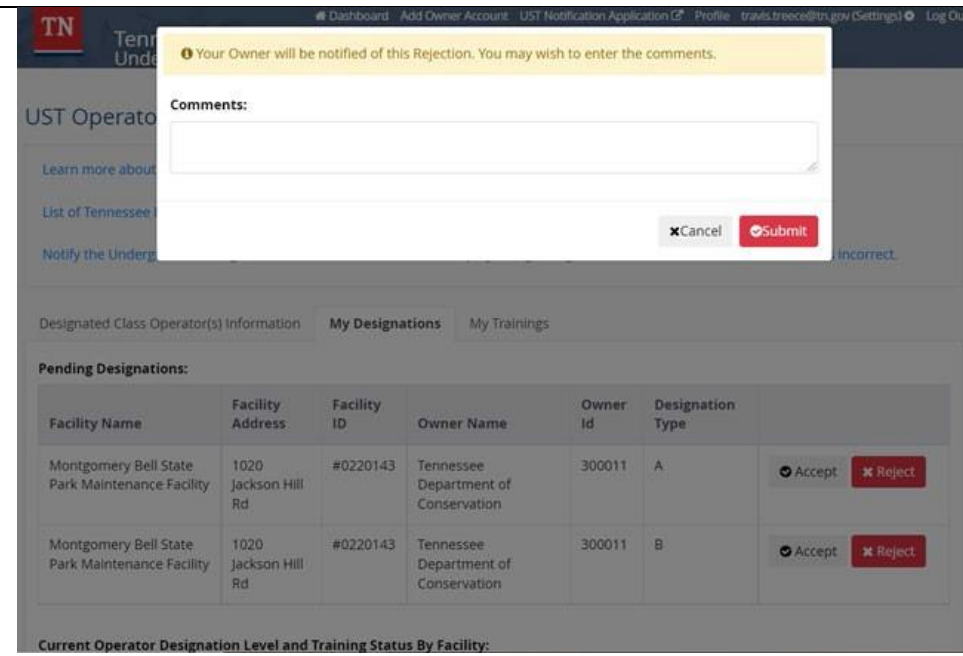 TN
Dashboard Add Owner Account UST Notification Application Profile travis.treece@tn.gov (Settings) Log Ou
Tenn
Unde
Your Owner will be notified of this Rejection. You may wish to enter the comments.
Comments:
Cancel Submit
UST Operato
Learn more about
List of Tennessee
Notify the Underg
incorrect.
Designated Class Operator(s) Information My Designations My Trainings
Pending Designations:
Facility Name Facility Address Facility ID Owner Name Owner Id Designation Type
Montgomery Bell State Park Maintenance Facility 1020 Jackson Hill Rd #0220143 Tennessee Department of Conservation 300011 A Accept Reject
Montgomery Bell State Park Maintenance Facility 1020 Jackson Hill Rd #0220143 Tennessee Department of Conservation 300011 B Accept Reject
Current Operator Designation Level and Training Status By Facility: